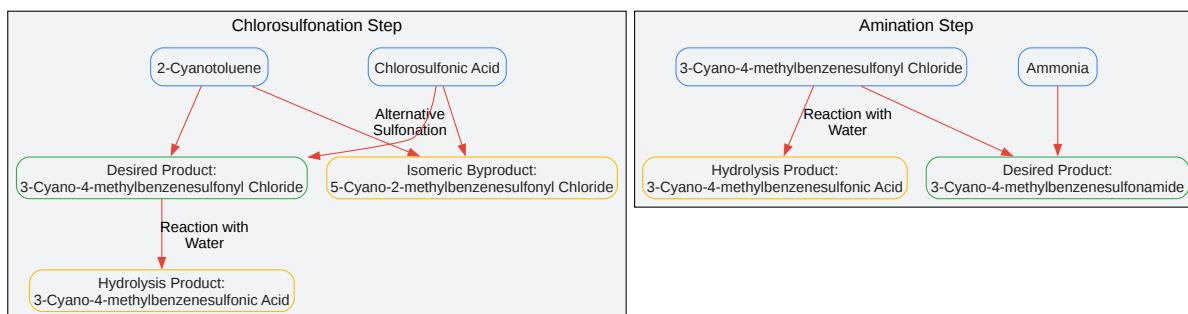 Chlorosulfonation Step
2-Cyanotoluene
Chlorosulfonic Acid
Alternative
Sulfonation
Desired Product:
3-Cyano-4-methylbenzenesulfonyl Chloride
Isomeric Byproduct:
5-Cyano-2-methylbenzenesulfonyl Chloride
Reaction with
Water
Hydrolysis Product:
3-Cyano-4-methylbenzenesulfonic Acid
Amination Step
3-Cyano-4-methylbenzenesulfonyl Chloride
Ammonia
Reaction with
Water
Hydrolysis Product:
3-Cyano-4-methylbenzenesulfonic Acid
Desired Product:
3-Cyano-4-methylbenzenesulfonamide